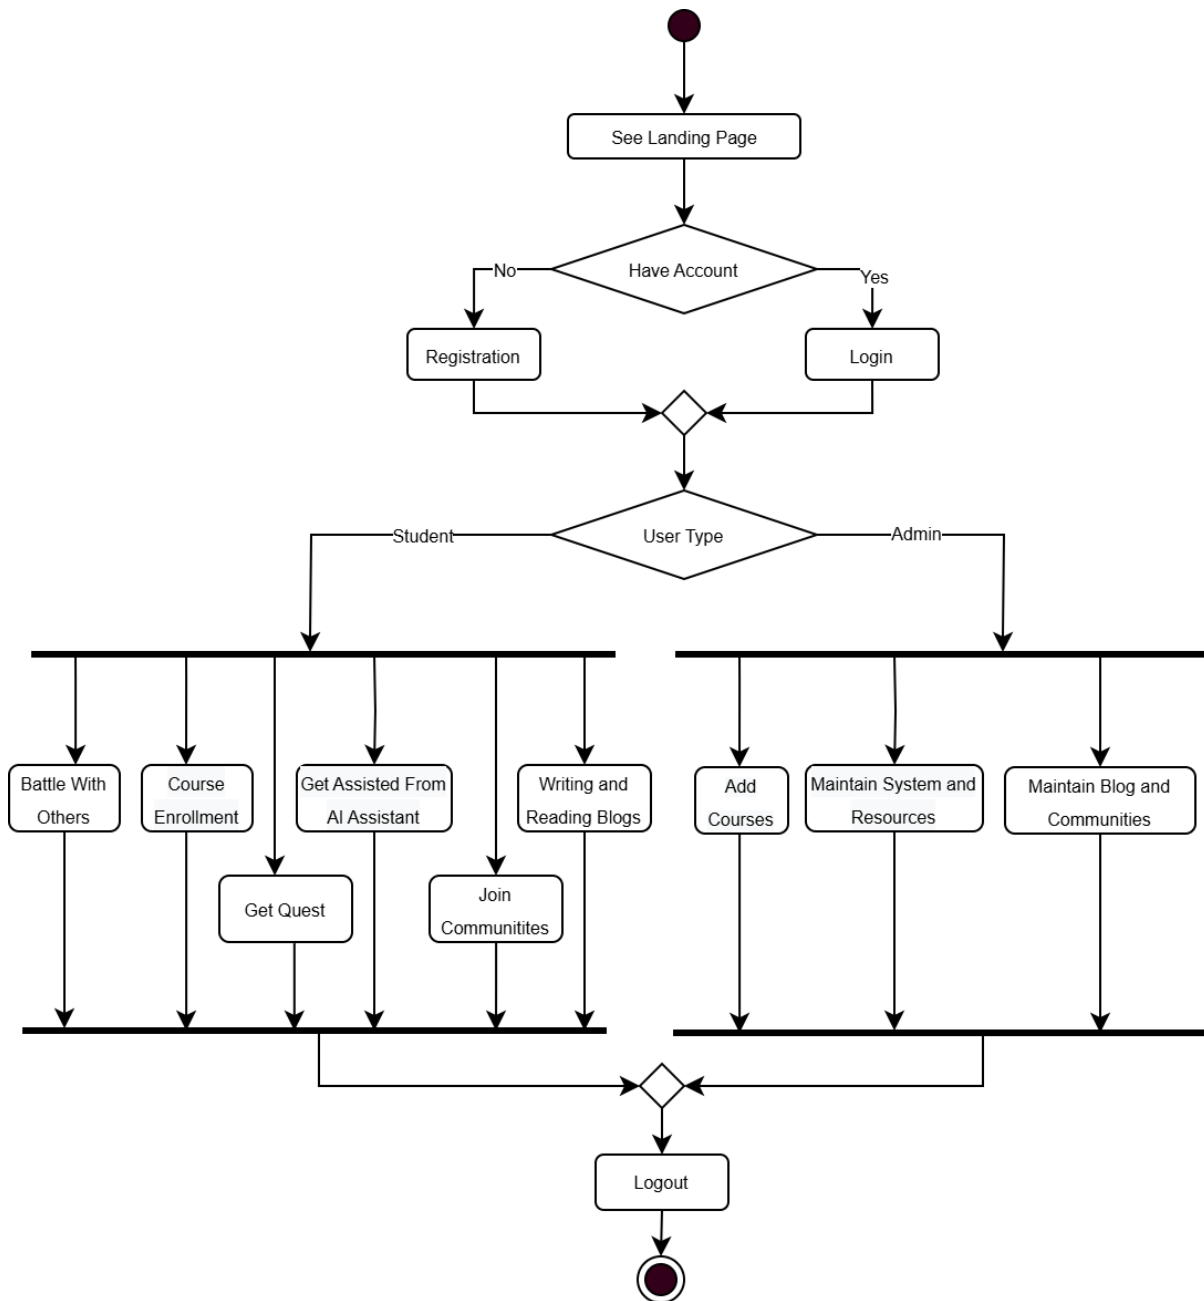 See Landing Page
Have Account
No
Yes
Registration
Login
User Type
Student
Admin
Battle With
Others
Course
Enrollment
Get Quest
Get Assisted From
AI Assistant
Join
Communitites
Writing and
Reading Blogs
Add
Courses
Maintain System and
Resources
Maintain Blog and
Communities
Logout